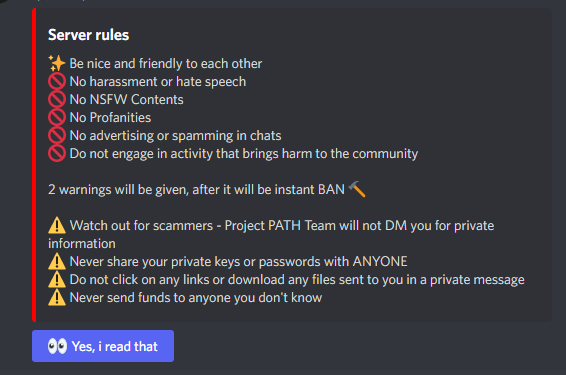 Server rules
✨ Be nice and friendly to each other
🚫 No harassment or hate speech
🚫 No NSFW Contents
🚫 No Profanities
🚫 No advertising or spamming in chats
🚫 Do not engage in activity that brings harm to the community
2 warnings will be given, after it will be instant BAN 🔨
⚠️ Watch out for scammers - Project PATH Team will not DM you for private
information
⚠️ Never share your private keys or passwords with ANYONE
⚠️ Do not click on any links or download any files sent to you in a private message
⚠️ Never send funds to anyone you don't know
👀 Yes, i read that